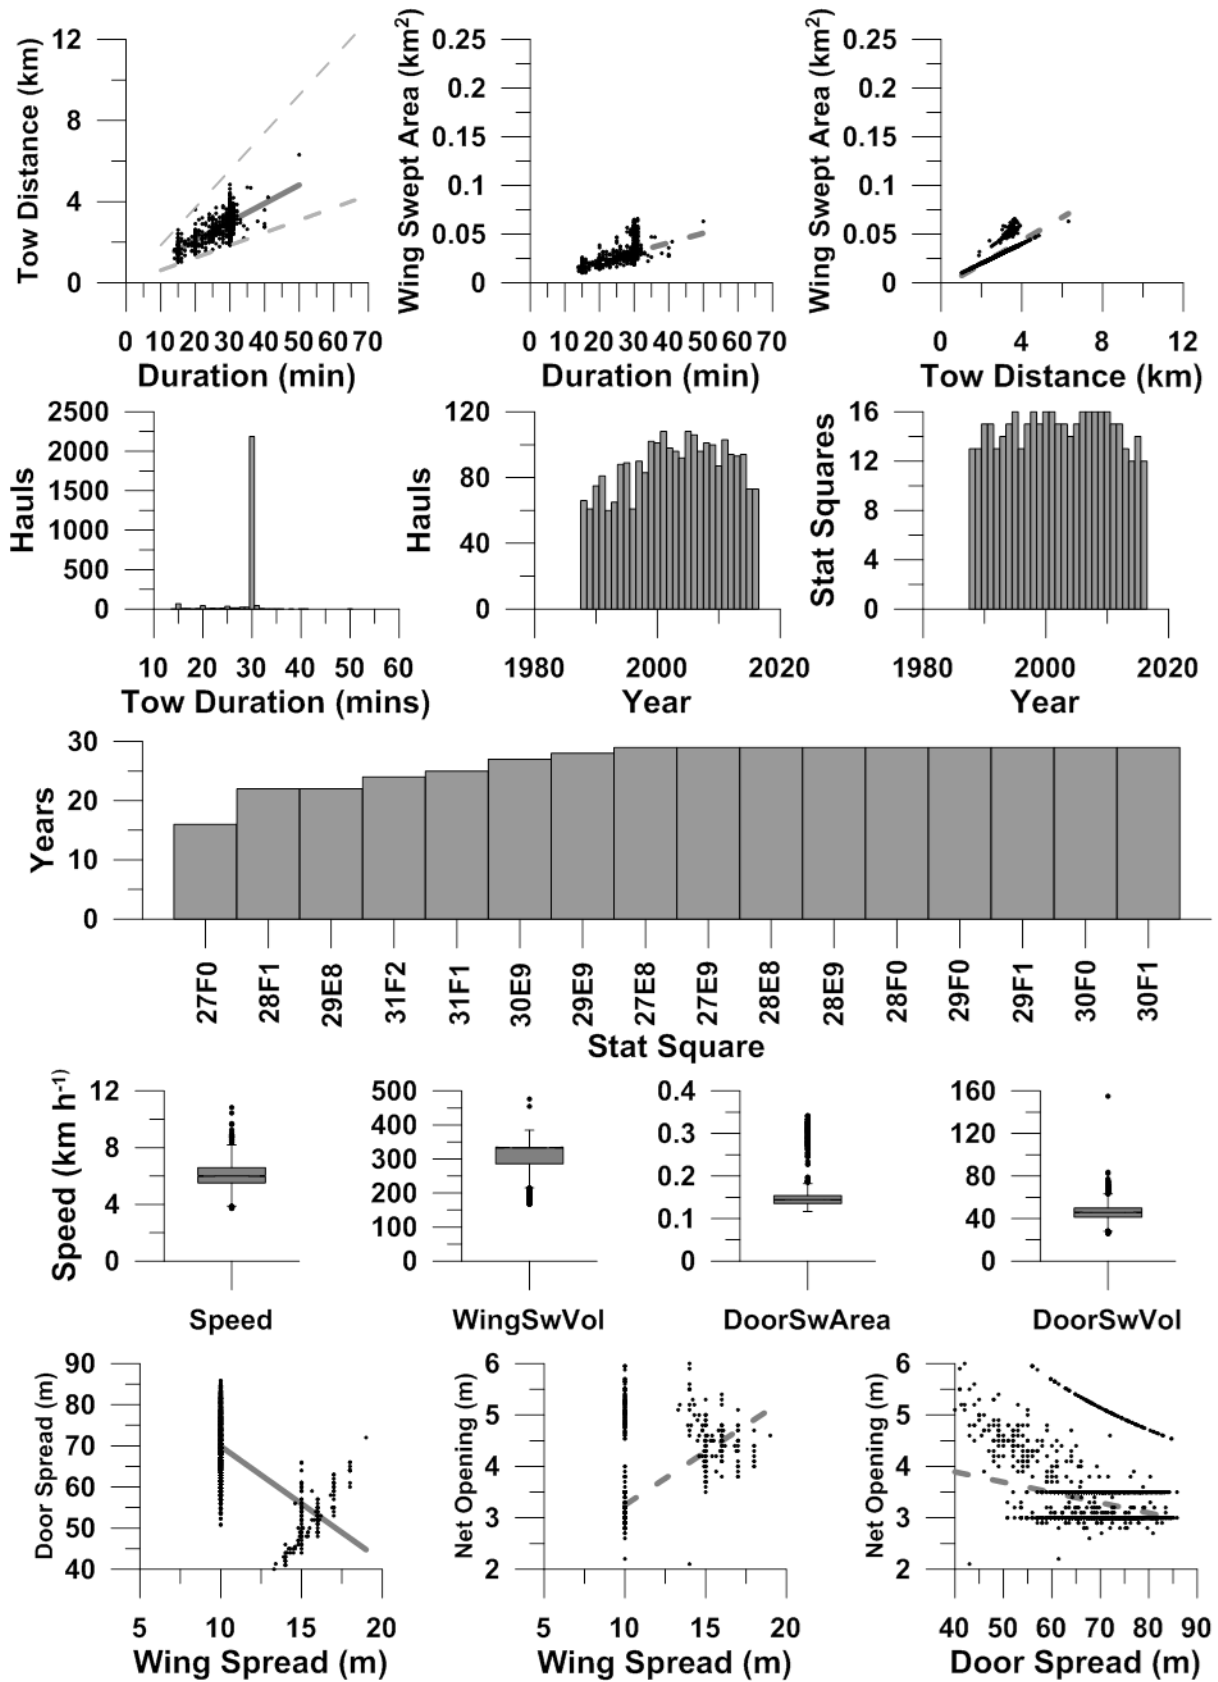 Tow Distance (km)
12
8
4
0
0 10 20 30 40 50 60 70
Duration (min)
Wing Swept Area (km²)
0.25
0.2
0.15
0.1
0.05
0
0 10 20 30 40 50 60 70
Duration (min)
Wing Swept Area (km²)
0.25
0.2
0.15
0.1
0.05
0
0 4 8 12
Tow Distance (km)
Hauls
2500
2000
1500
1000
500
0
10 20 30 40 50 60
Tow Duration (mins)
Hauls
120
80
40
0
1980 2000 2020
Year
Stat Squares
16
12
8
4
0
1980 2000 2020
Year
Years
30
20
10
0
27F0 28F1 29E8 31F2 31F1 30E9 29E9 27E8 27E9 28E8 28E9 28F0 29F0 29F1 30F0 30F1
Stat Square
Speed (km h⁻¹)
12
8
4
0
Speed
500
400
300
200
100
0
WingSwVol
0.4
0.3
0.2
0.1
0
DoorSwArea
160
120
80
40
0
DoorSwVol
Door Spread (m)
90
80
70
60
50
40
5 10 15 20
Wing Spread (m)
Net Opening (m)
6
5
4
3
2
5 10 15 20
Wing Spread (m)
Net Opening (m)
6
5
4
3
2
40 50 60 70 80 90
Door Spread (m)